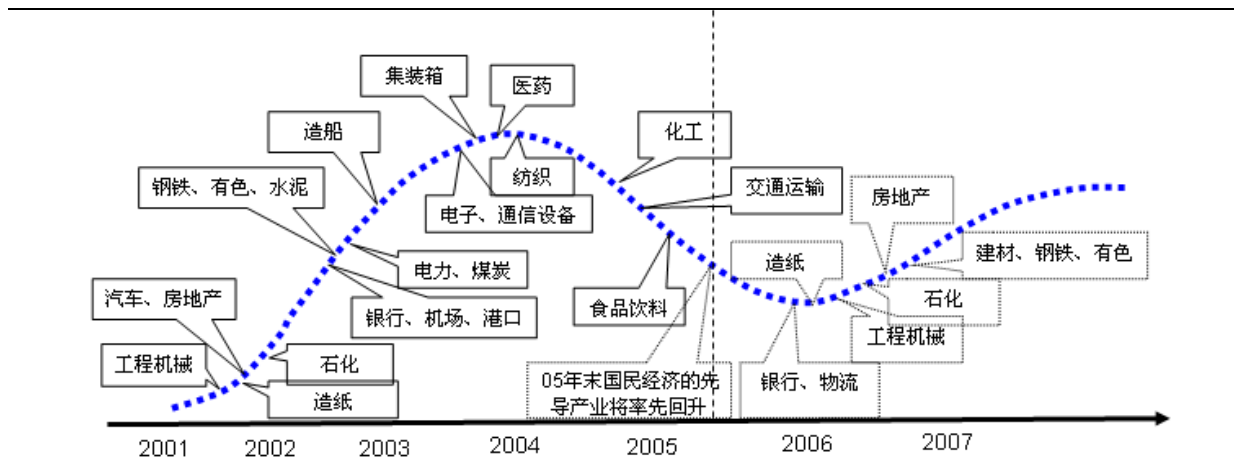 集装箱
医药
造船
化工
钢铁、有色、水泥
纺织
交通运输
房地产
电子、通信设备
建材、钢铁、有色
造纸
电力、煤炭
汽车、房地产
石化
食品饮料
银行、机场、港口
工程机械
工程机械
石化
05年末国民经济的先
导产业将率先回升
银行、物流
造纸
2001
2002
2003
2004
2005
2006
2007